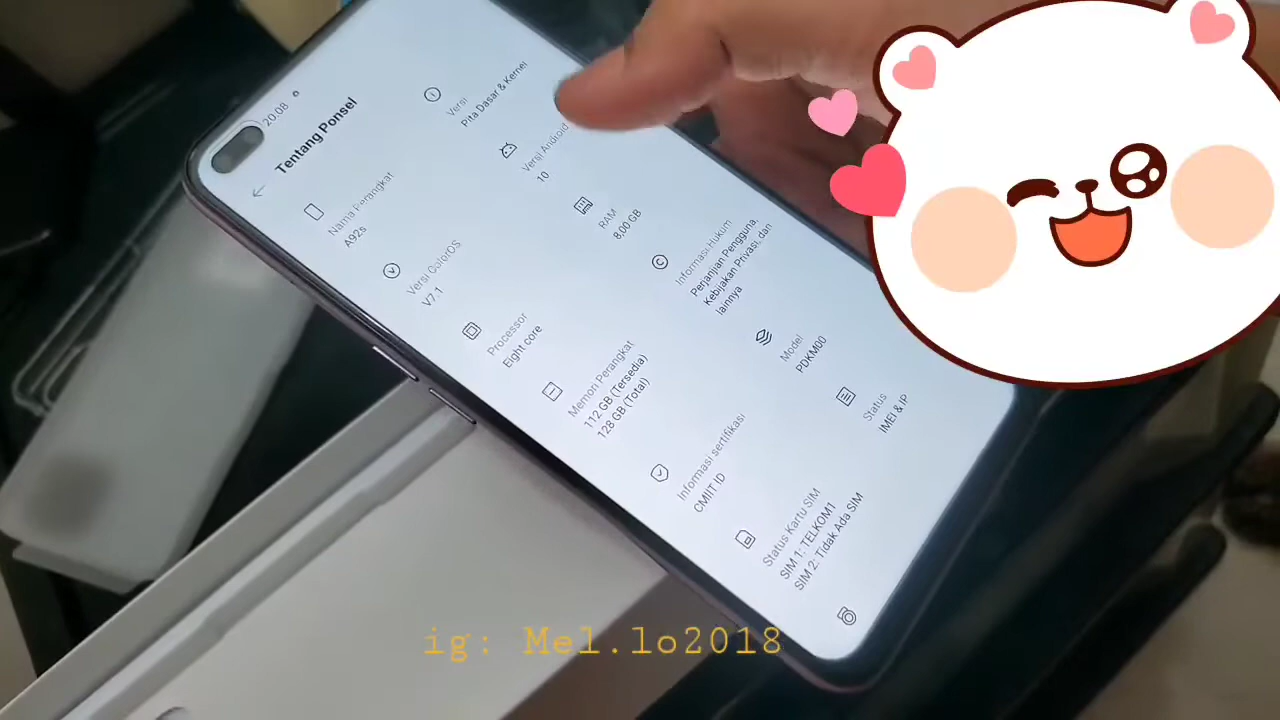 20:08
Tentang Ponsel
Nama Perangkat
A92s
Versi
Pita Dasar & Kernel
Versi ColorOS
V7.1
Versi Android
10
Processor
Eight core
RAM
8,00 GB
Memori Perangkat
112 GB (Tersedia)
128 GB (Total)
Informasi Hukum
Perjanjian Pengguna,
Kebijakan Privasi, dan
lainnya
Informasi sertifikasi
CMIIT ID
Model
PDKM00
Status Kartu SIM
SIM 1: TELKOM1
SIM 2: Tidak Ada SIM
Status
IMEI & IP
ig: Mel.lo2018